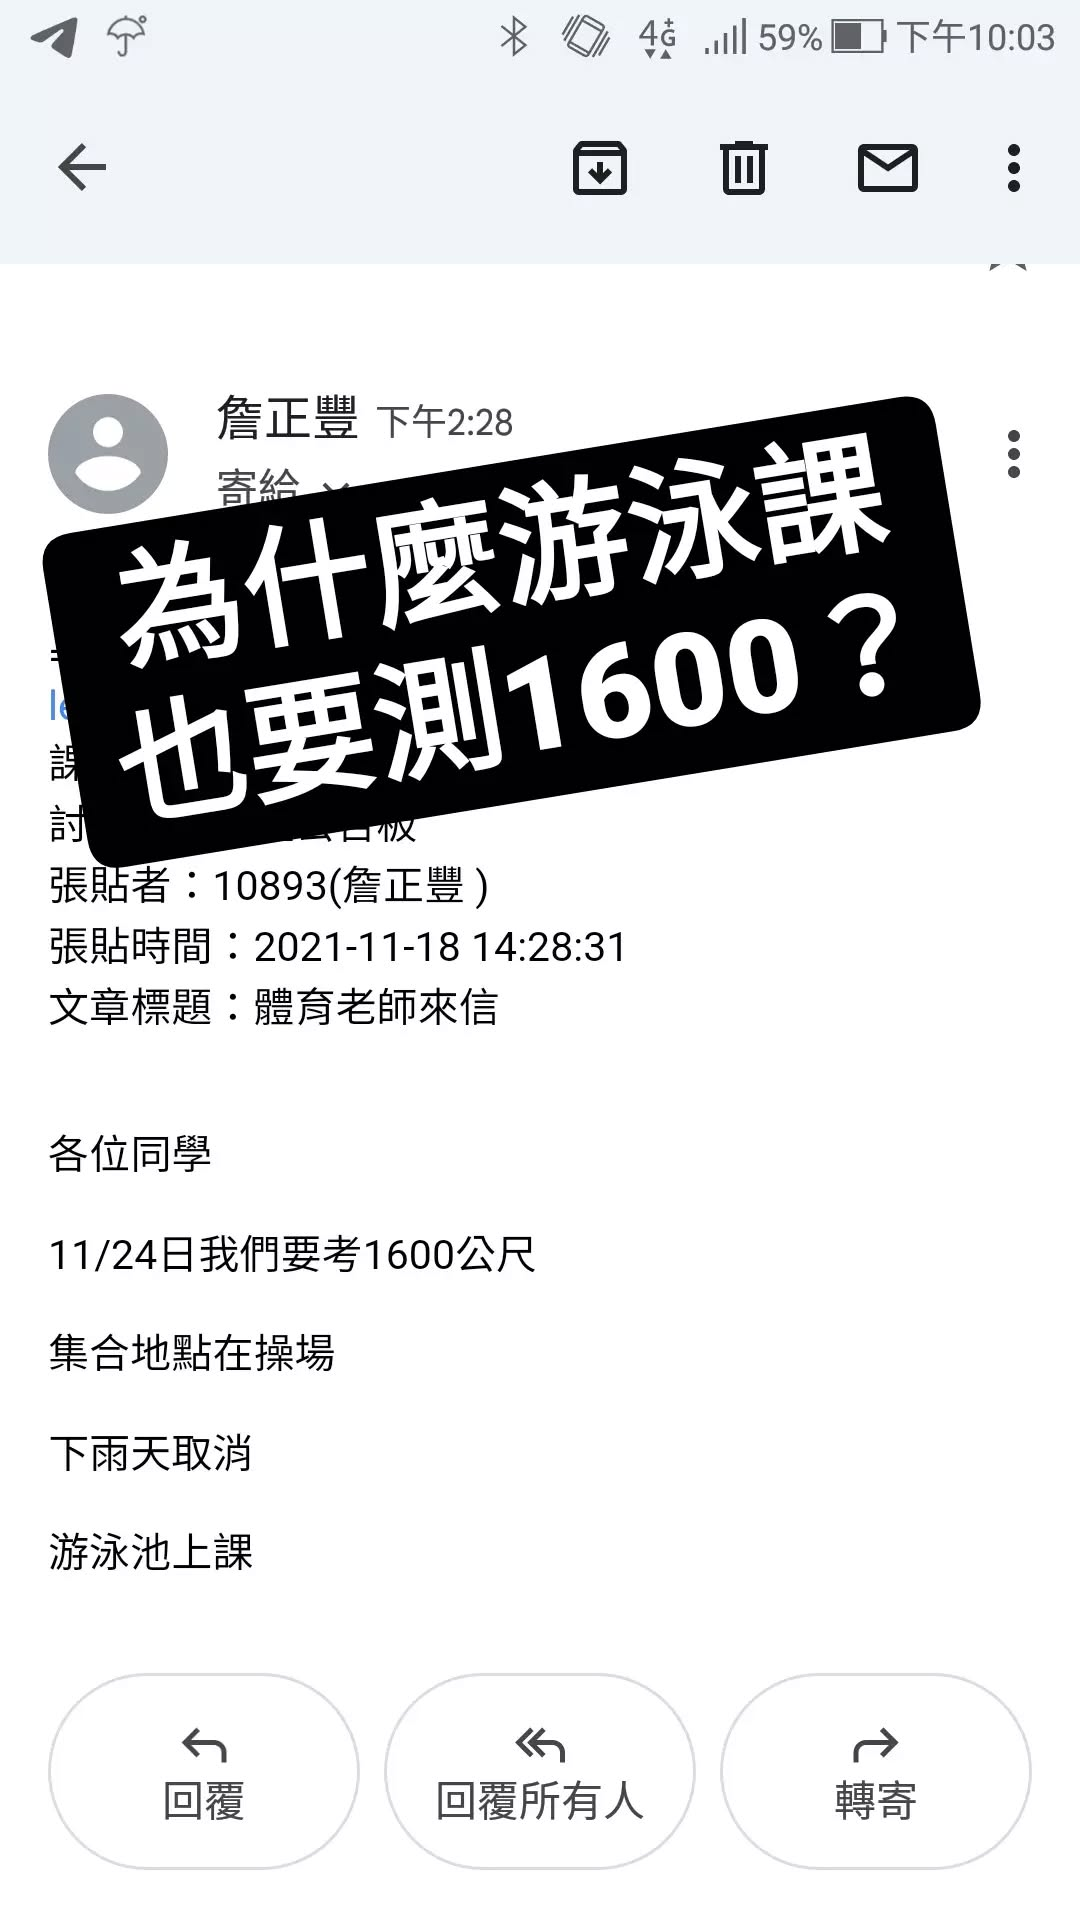 59% 下午10:03
詹正豐 下午2:28
寄給
為什麼游泳課
也要測1600？
課
討
張貼者：10893(詹正豐 )
張貼時間：2021-11-18 14:28:31
文章標題：體育老師來信
各位同學
11/24日我們要考1600公尺
集合地點在操場
下雨天取消
游泳池上課
回覆
回覆所有人
轉寄